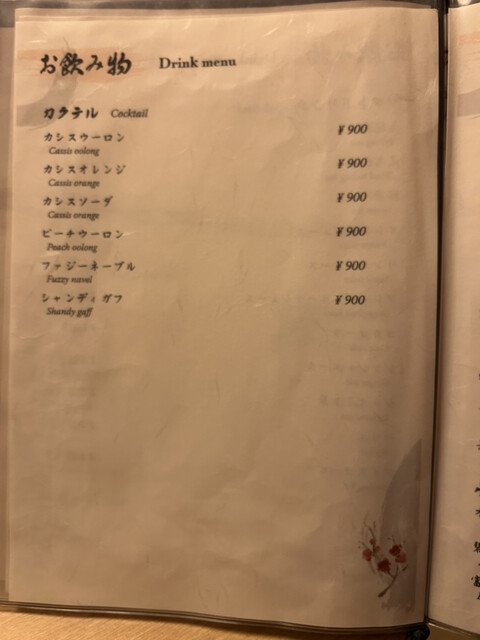 お飲み物 Drink menu
カクテル Cocktail
カシスウーロン ¥900
Cassis oolong
カシスオレンジ ¥900
Cassis orange
カシスソーダ ¥900
Cassis orange
ピーチウーロン ¥900
Peach oolong
ファジーネーブル ¥900
Fuzzy navel
シャンディガフ ¥900
Shandy gaff